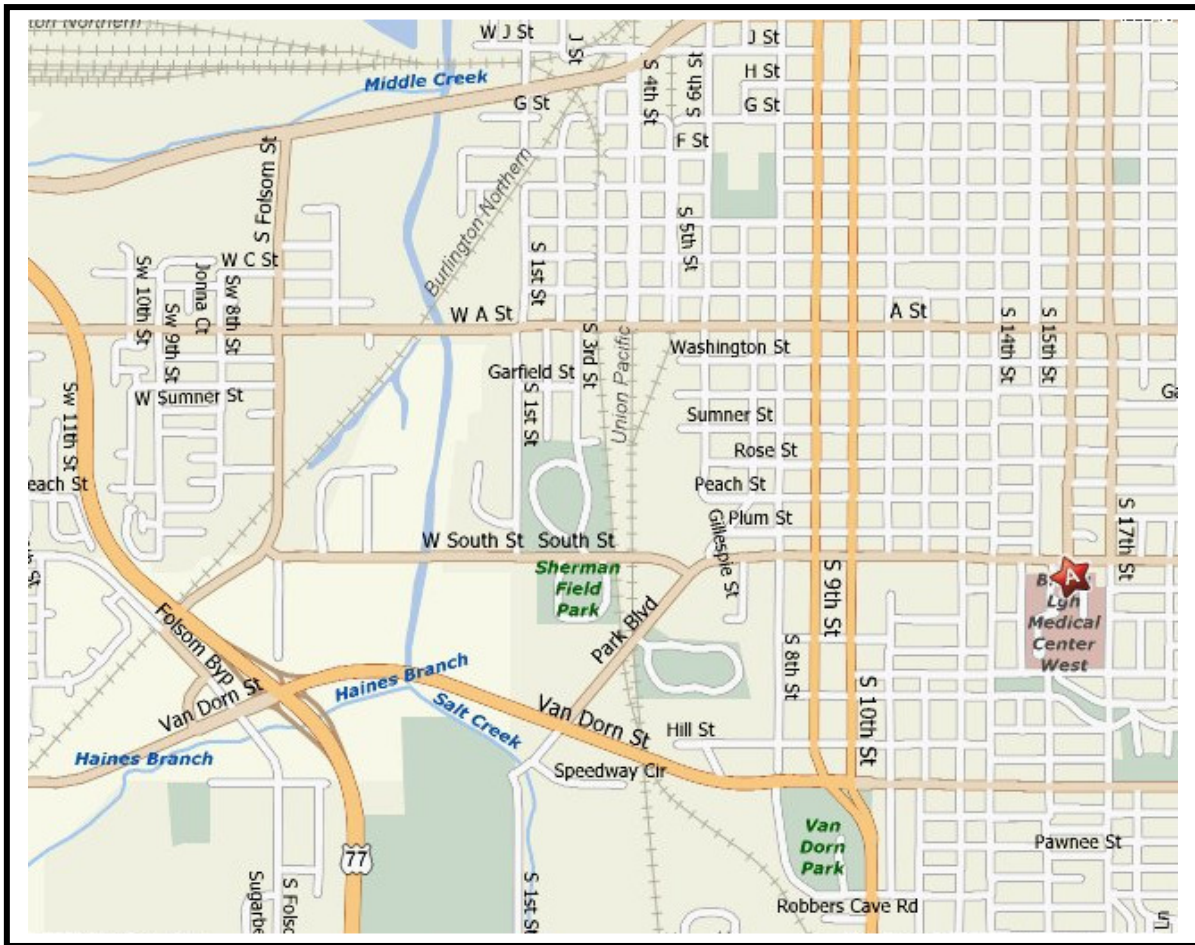 Northern
W J St
J St
J St
Middle Creek
S 4th St
S 6th St
H St
G St
G St
F St
S Folsom St
Burlington Northern
S 5th St
S 1st St
W C St
Sw 10th St
Jonna Ct
Sw 9th St
Sw 8th St
W A St
A St
S 3rd St
Union Pacific
S 14th St
S 15th St
Washington St
Garfield St
S 1st St
Sw 11th St
W Sumner St
Sumner St
Rose St
Peach St
Plum St
Gillespie St
W South St
South St
S 17th St
Sherman
Field
Park
A
Lgh
Medical
Center
West
S 9th St
Folsom Byp
Park Blvd
S 8th St
Haines Branch
Van Dorn St
Salt Creek
Van Dorn St
Hill St
S 10th St
Haines Branch
Speedway Cir
Van
Dorn
Park
Pawnee St
77
S 1st St
Robbers Cave Rd
Ln